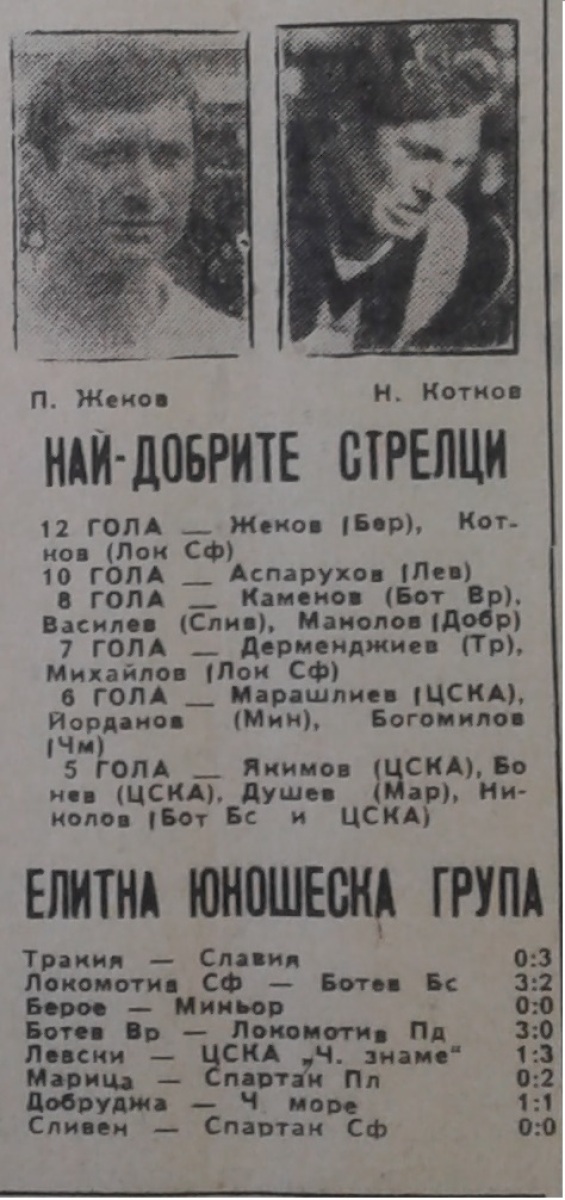 П. Жеков
Н. Котков
НАЙ-ДОБРИТЕ СТРЕЛЦИ
12 ГОЛА — Жеков (Бер), Кот-
ков (Лок Сф)
10 ГОЛА — Аспарухов (Лев)
8 ГОЛА — Каменов (Бот Вр),
Василев (Слив), Манолов (Добр)
7 ГОЛА — Дерменджиев (Тр),
Михайлов (Лок Сф)
6 ГОЛА — Марашлиев (ЦСКА),
Йорданов (Мин), Богомилов
(Чм)
5 ГОЛА — Якимов (ЦСКА), Бо
нев (ЦСКА), Душев (Мар), Ни-
колов (Бот Бс и ЦСКА)
ЕЛИТНА ЮНОШЕСКА ГРУПА
Тракия — Славия 0:3
Локомотив Сф — Ботев Бс 3:2
Берое — Миньор 0:0
Ботев Вр — Локомотив Пд 3:0
Левски — ЦСКА „Ч. знаме“ 1:3
Марица — Спартак Пл 0:2
Добруджа — Ч море 1:1
Сливен — Спартак Сф 0:0